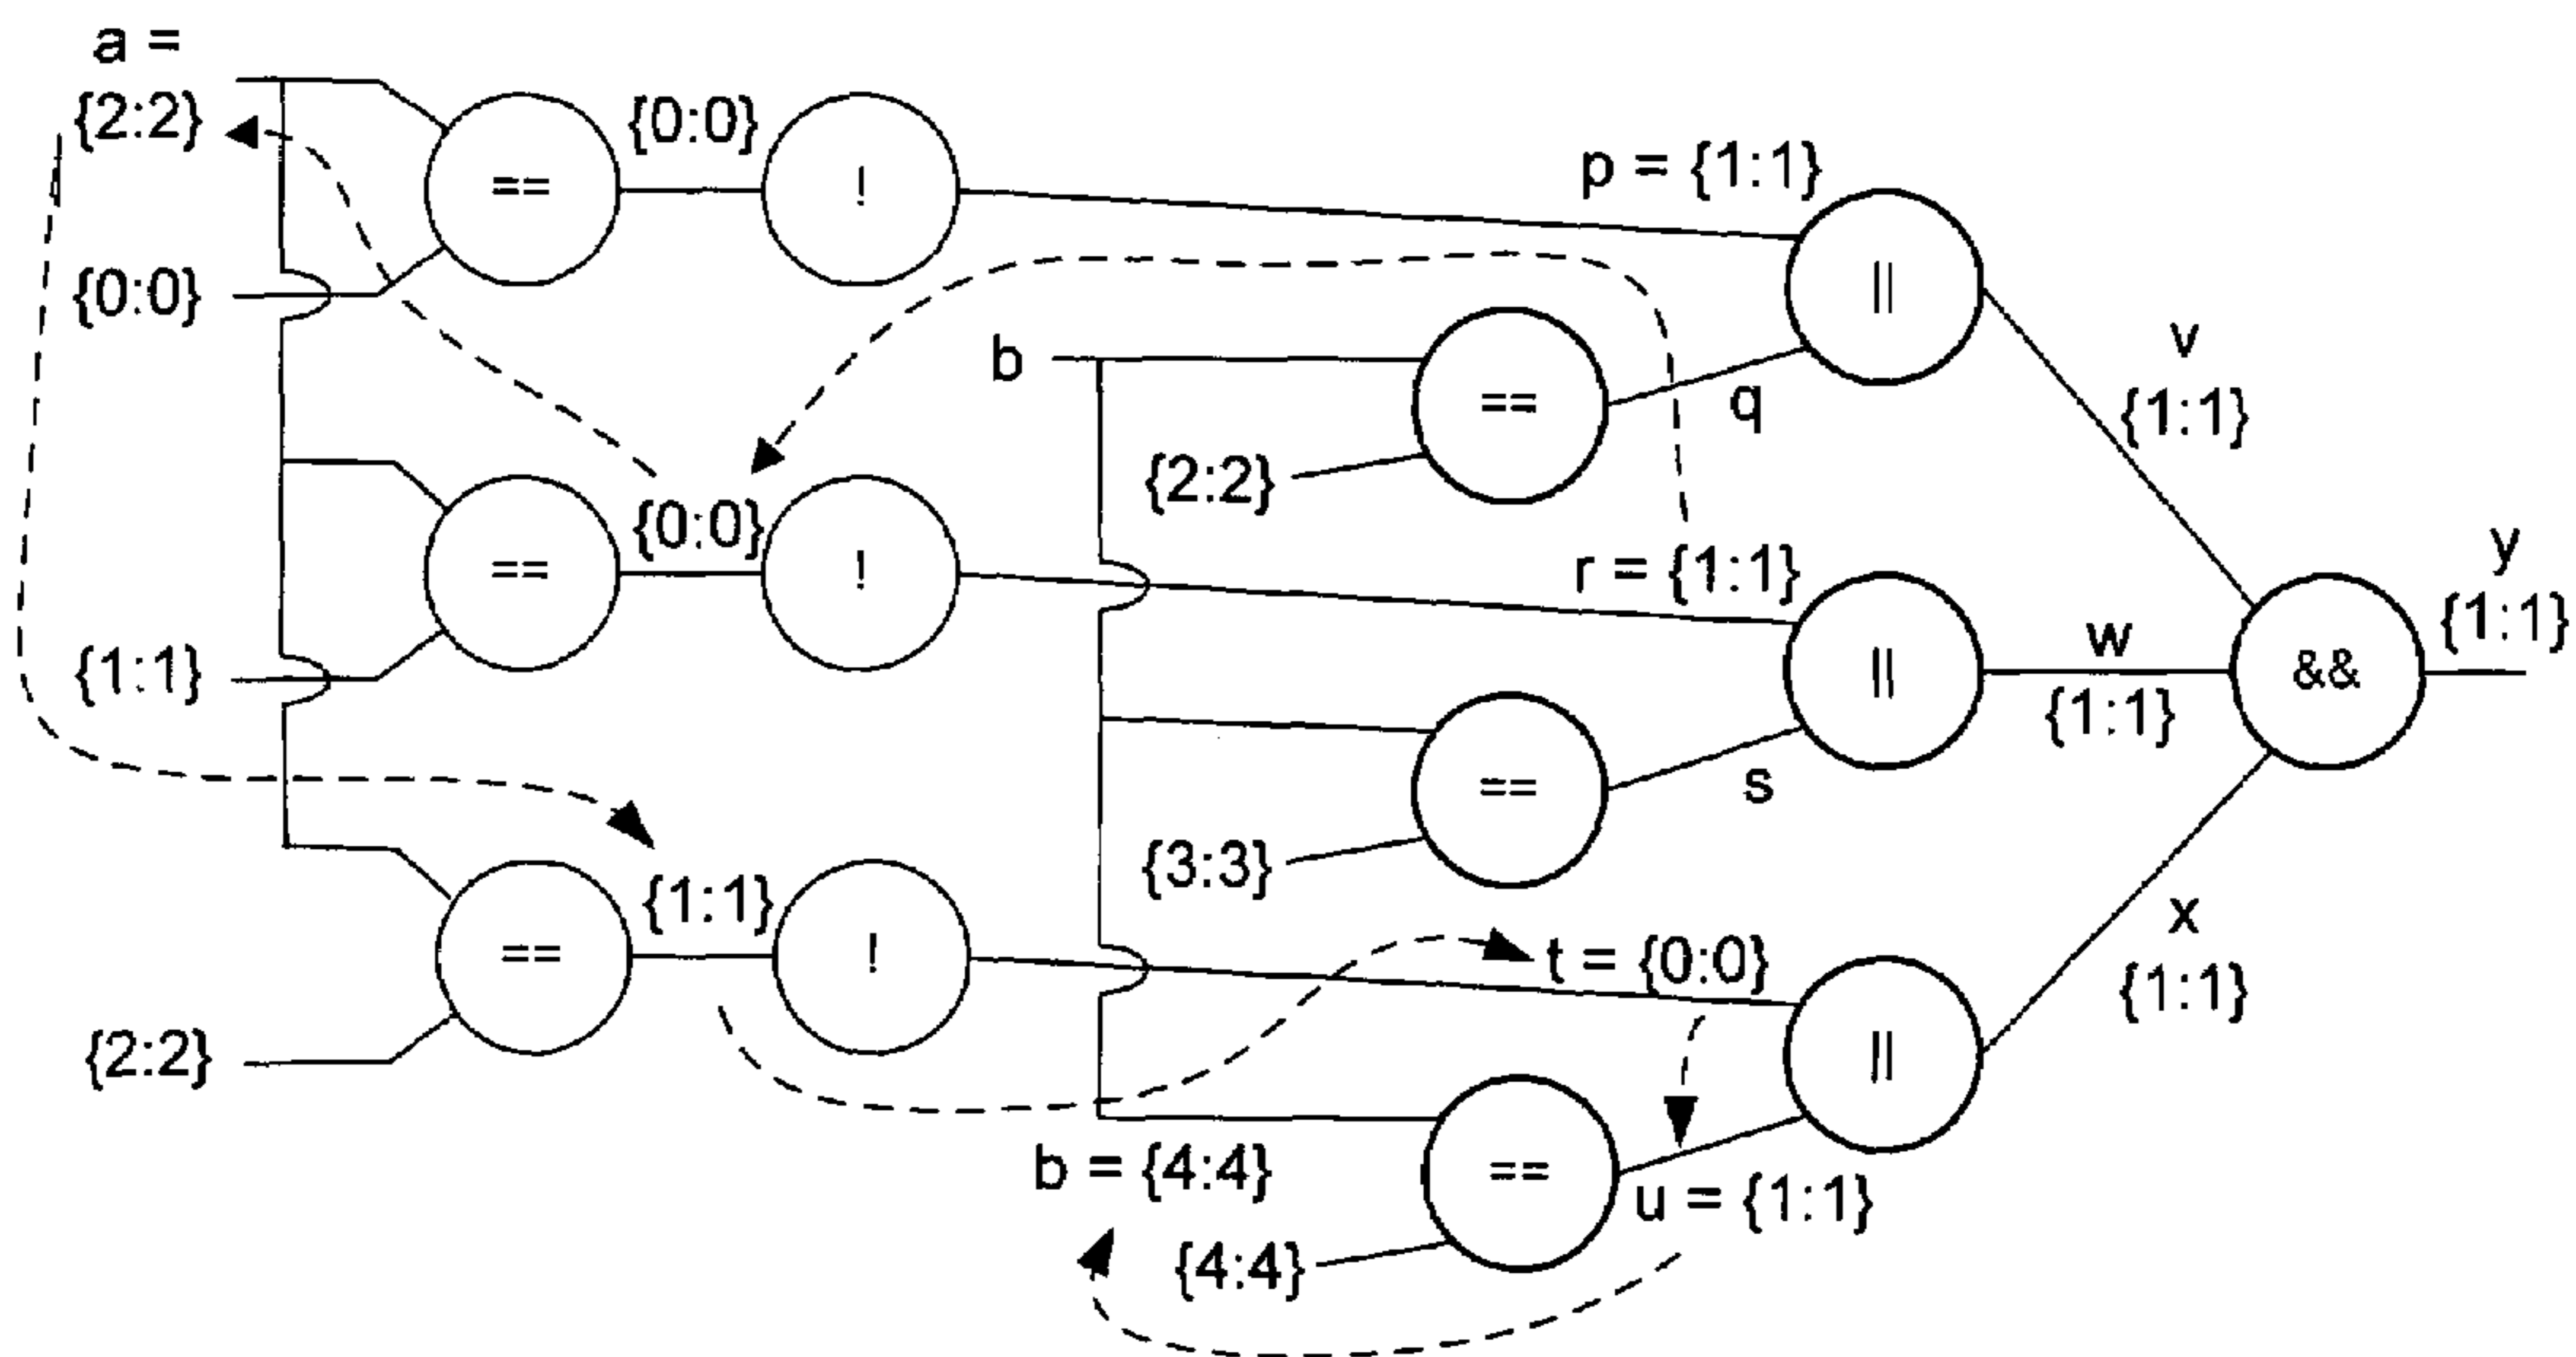 a =
{2:2}
{0:0}
==
{0:0}
!
p = {1:1}
||
b
==
q
{2:2}
v
{1:1}
{1:1}
==
{0:0}
!
r = {1:1}
||
w
{1:1}
&&
y
{1:1}
==
s
{3:3}
{2:2}
==
{1:1}
!
t = {0:0}
||
x
{1:1}
b = {4:4}
==
{4:4}
u = {1:1}